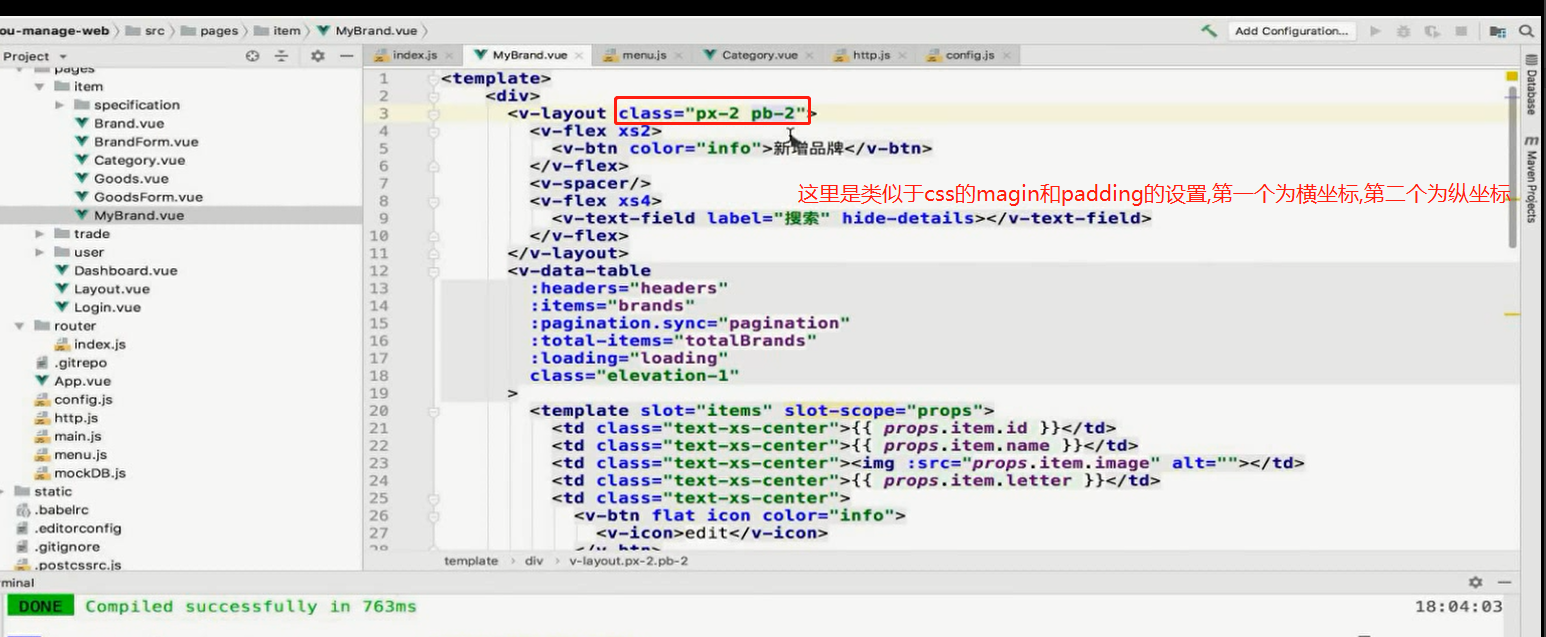 ou-manage-web src pages item MyBrand.vue Add Configuration...
Project
index.js MyBrand.vue menu.js Category.vue http.js config.js
pages
item
specification
Brand.vue
BrandForm.vue
Category.vue
Goods.vue
GoodsForm.vue
MyBrand.vue
trade
user
Dashboard.vue
Layout.vue
Login.vue
router
index.js
.gitrepo
App.vue
config.js
http.js
main.js
menu.js
mockDB.js
static
.babelrc
.editorconfig
.gitignore
.postcssrc.js
1 <template>
2 <div>
3 <v-layout class="px-2 pb-2">
4 <v-flex xs2>
5 <v-btn color="info">新增品牌</v-btn>
6 </v-flex>
7 <v-spacer/>
8 <v-flex xs4>
9 <v-text-field label="搜索" hide-details></v-text-field>
10 </v-flex>
11 </v-layout>
12 <v-data-table
13 :headers="headers"
14 :items="brands"
15 :pagination.sync="pagination"
16 :total-items="totalBrands"
17 :loading="loading"
18 class="elevation-1"
19 >
20 <template slot="items" slot-scope="props">
21 <td class="text-xs-center">{{ props.item.id }}</td>
22 <td class="text-xs-center">{{ props.item.name }}</td>
23 <td class="text-xs-center"><img :src="props.item.image" alt=""></td>
24 <td class="text-xs-center">{{ props.item.letter }}</td>
25 <td class="text-xs-center">
26 <v-btn flat icon color="info">
27 <v-icon>edit</v-icon>
28 </v-btn>
这里是类似于css的magin和padding的设置,第一个为横坐标,第二个为纵坐标
Database
m Maven Projects
template div v-layout.px-2.pb-2
minal
DONE Compiled successfully in 763ms 18:04:03